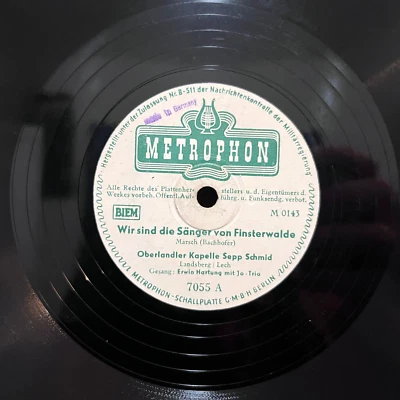 Hergestellt unter der Zulassung Nr. B-511 der Nachrichtenkontrolle der Militärregierung
made in Germany
METROPHON
Alle Rechte des Plattenher- stellers u. d. Eigentümers d.
Werkes vorbeh. Öffentl. Auf- führg. u. Funksendg. verbot.
BIEM
M 0143
Wir sind die Sänger von Finsterwalde
Marsch (Bachhofer)
Oberlandler Kapelle Sepp Schmid
Landsberg / Lech
Gesang: Erwin Hartung mit Jo-Trio
7055 A
METROPHON-SCHALLPLATTE G·M·B·H BERLIN